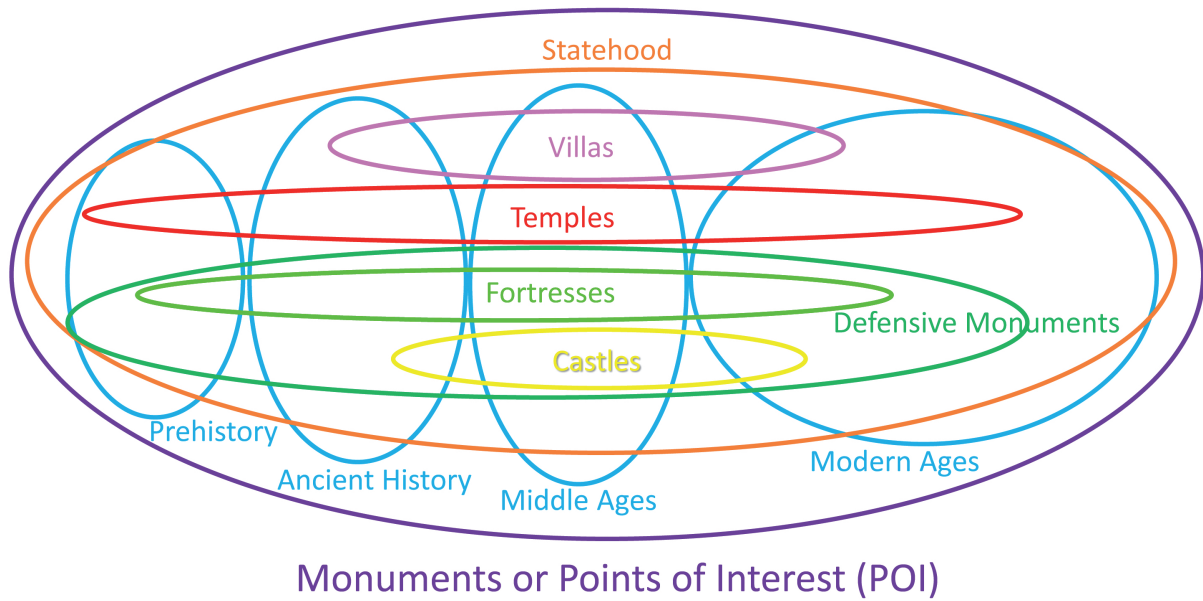 Statehood
Villas
Temples
Fortresses
Defensive Monuments
Castles
Prehistory
Ancient History
Middle Ages
Modern Ages
Monuments or Points of Interest (POI)